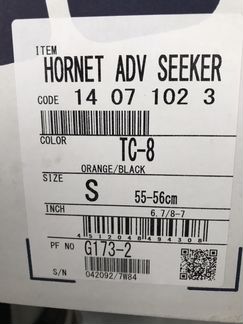 ITEM
HORNET ADV SEEKER
CODE 14 07 102 3
COLOR
TC-8
ORANGE/BLACK
SIZE
S 55-56cm
INCH
6.7/8-7
4512048494308
PF NO G173-2
S/N
042092/7W84